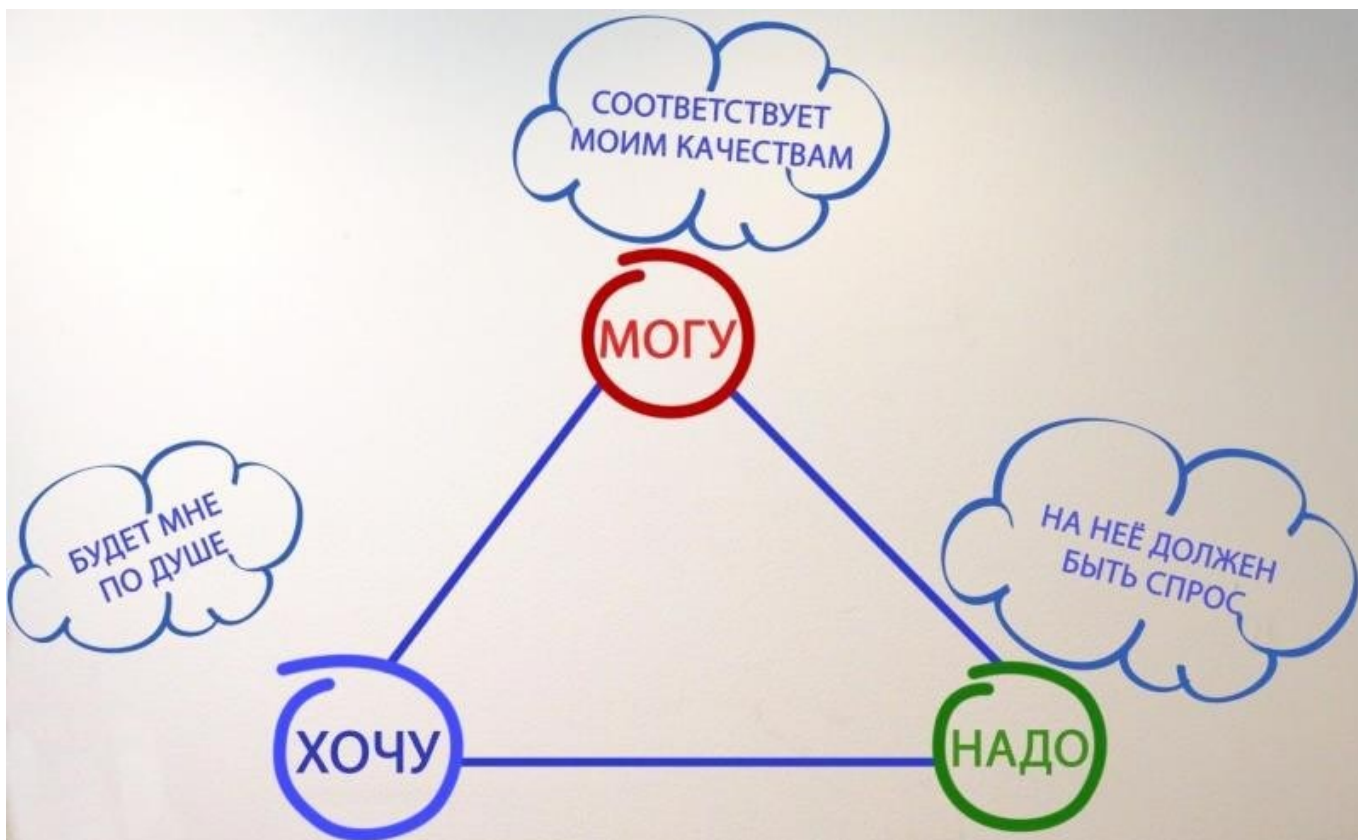 СООТВЕТСТВУЕТ
МОИМ КАЧЕСТВАМ
МОГУ
БУДЕТ МНЕ
ПО ДУШЕ
НА НЕЁ ДОЛЖЕН
БЫТЬ СПРОС
ХОЧУ
НАДО